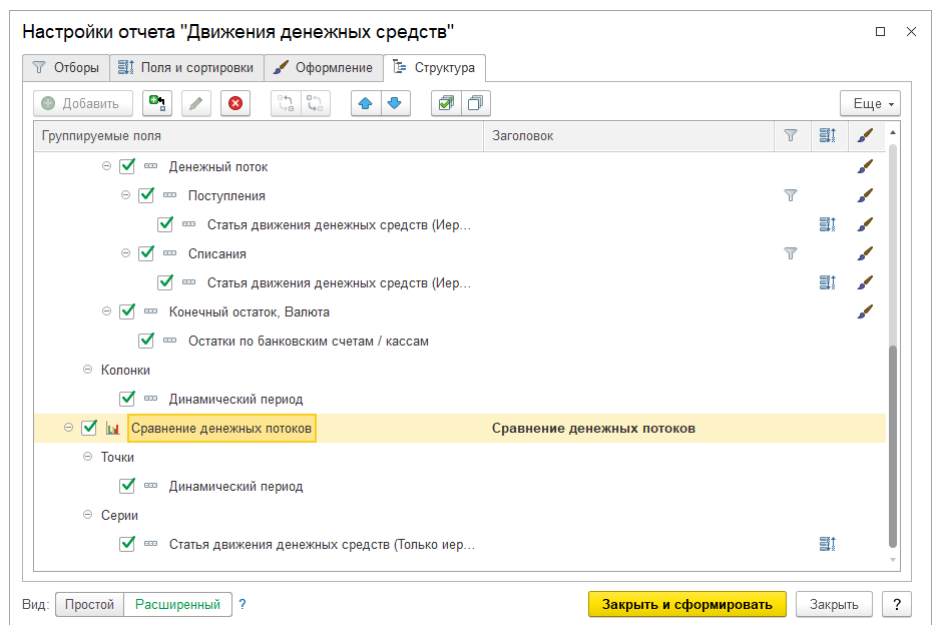 Настройки отчета "Движения денежных средств"
Отборы Поля и сортировки Оформление Структура
Добавить Еще
Группируемые поля Заголовок
Денежный поток
Поступления
Статья движения денежных средств (Иер...
Списания
Статья движения денежных средств (Иер...
Конечный остаток, Валюта
Остатки по банковским счетам / кассам
Колонки
Динамический период
Сравнение денежных потоков Сравнение денежных потоков
Точки
Динамический период
Серии
Статья движения денежных средств (Только иер...
Вид: Простой Расширенный ? Закрыть и сформировать Закрыть ?